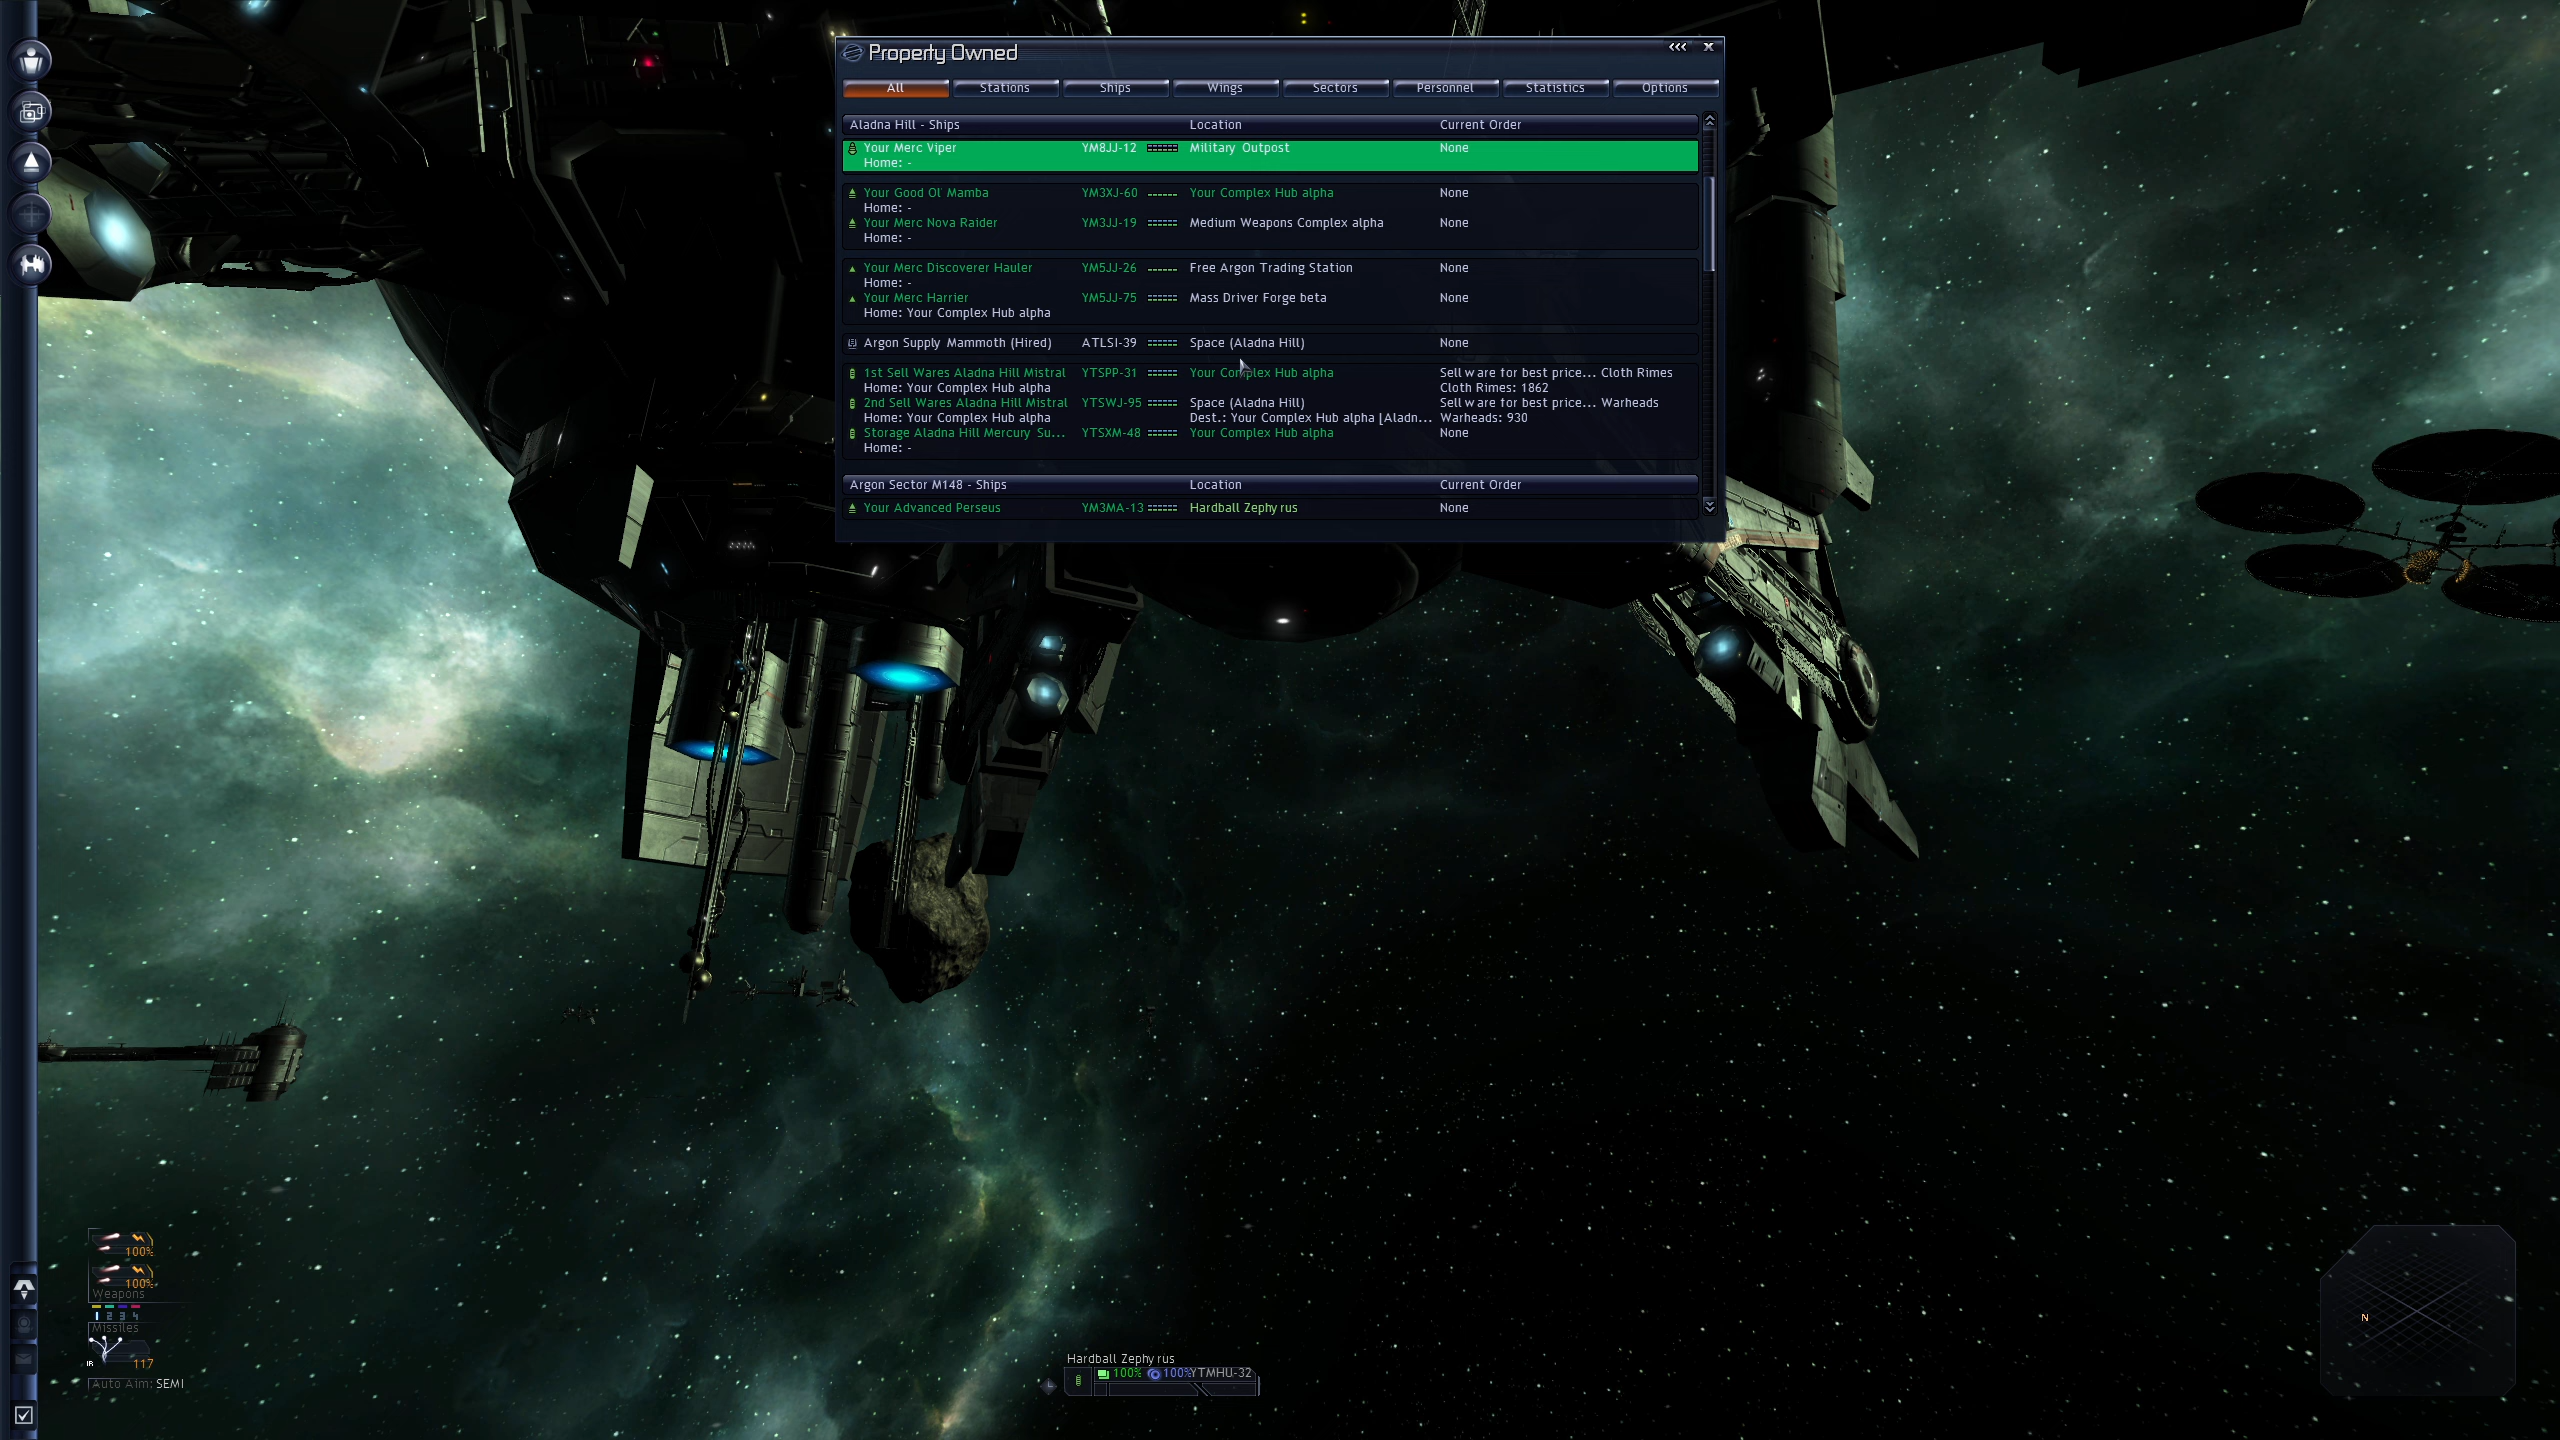 Property Owned
All Stations Ships Wings Sectors Personnel Statistics Options
Aladna Hill - Ships Location Current Order
Your Merc Viper YM8JJ-12 Military Outpost None
Home: -
Your Good Ol' Mamba YM3XJ-60 Your Complex Hub alpha None
Home: -
Your Merc Nova Raider YM3JJ-19 Medium Weapons Complex alpha None
Home: -
Your Merc Discoverer Hauler YM5JJ-26 Free Argon Trading Station None
Home: -
Your Merc Harrier YM5JJ-75 Mass Driver Forge beta None
Home: Your Complex Hub alpha
Argon Supply Mammoth (Hired) ATLSI-39 Space (Aladna Hill) None
1st Sell Wares Aladna Hill Mistral YTSPP-31 Your Complex Hub alpha Sell ware for best price... Cloth Rimes
Home: Your Complex Hub alpha Cloth Rimes: 1862
2nd Sell Wares Aladna Hill Mistral YTSWJ-95 Space (Aladna Hill) Sell ware for best price... Warheads
Home: Your Complex Hub alpha Dest.: Your Complex Hub alpha [Aladn... Warheads: 930
Storage Aladna Hill Mercury Su... YTSXM-48 Your Complex Hub alpha None
Home: -
Argon Sector M148 - Ships Location Current Order
Your Advanced Perseus YM3MA-13 Hardball Zephyrus None
100%
100%
Weapons
1 2 3 4
Missiles
IR 117
Auto Aim: SEMI
Hardball Zephyrus
100% 100% YTMHU-32
N